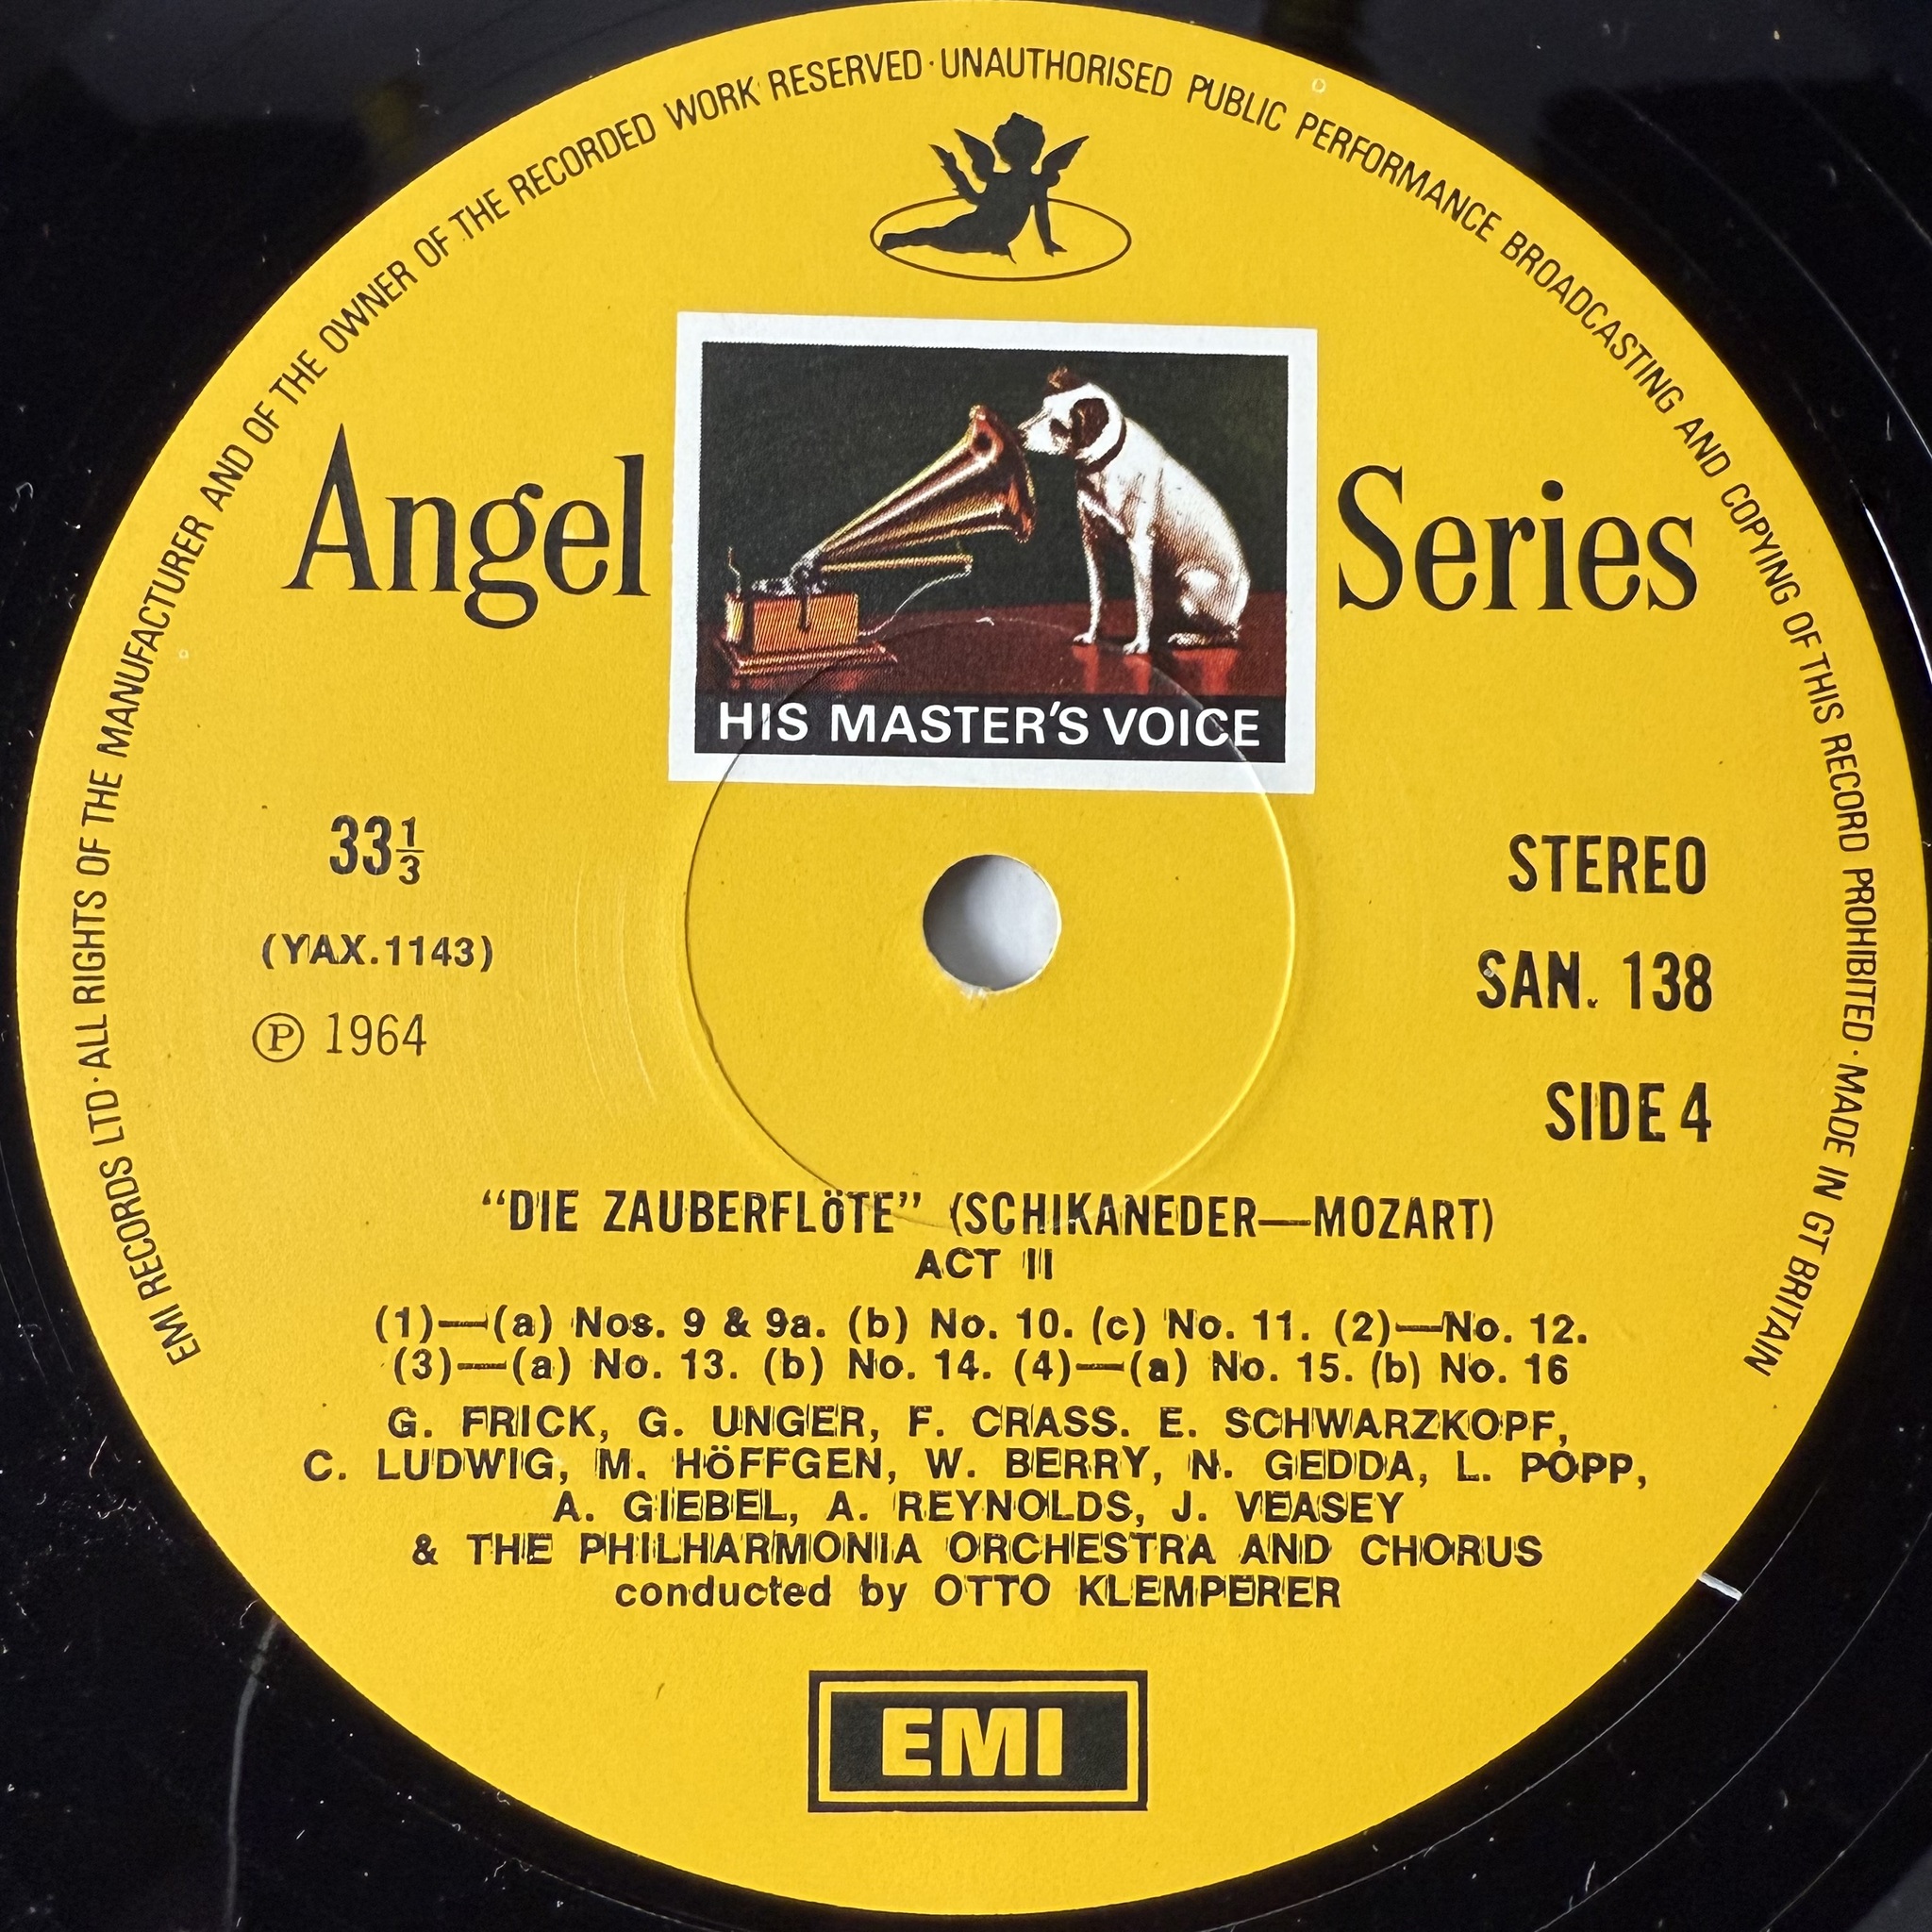 EMI RECORDS LTD · ALL RIGHTS OF THE MANUFACTURER AND OF THE OWNER OF THE RECORDED WORK RESERVED · UNAUTHORISED PUBLIC PERFORMANCE BROADCASTING AND COPYING OF THIS RECORD PROHIBITED · MADE IN GT BRITAIN
Angel Series
HIS MASTER'S VOICE
33⅓
(YAX.1143)
Ⓟ 1964
STEREO
SAN. 138
SIDE 4
“DIE ZAUBERFLöTE” (SCHIKANEDER—MOZART)
ACT II
(1)—(a) Nos. 9 & 9a. (b) No. 10. (c) No. 11. (2)—No. 12.
(3)—(a) No. 13. (b) No. 14. (4)—(a) No. 15. (b) No. 16
G. FRICK, G. UNGER, F. CRASS. E. SCHWARZKOPF,
C. LUDWIG, M. HöFFGEN, W. BERRY, N. GEDDA, L. POPP,
A. GIEBEL, A. REYNOLDS, J. VEASEY
& THE PHILHARMONIA ORCHESTRA AND CHORUS
conducted by OTTO KLEMPERER
EMI